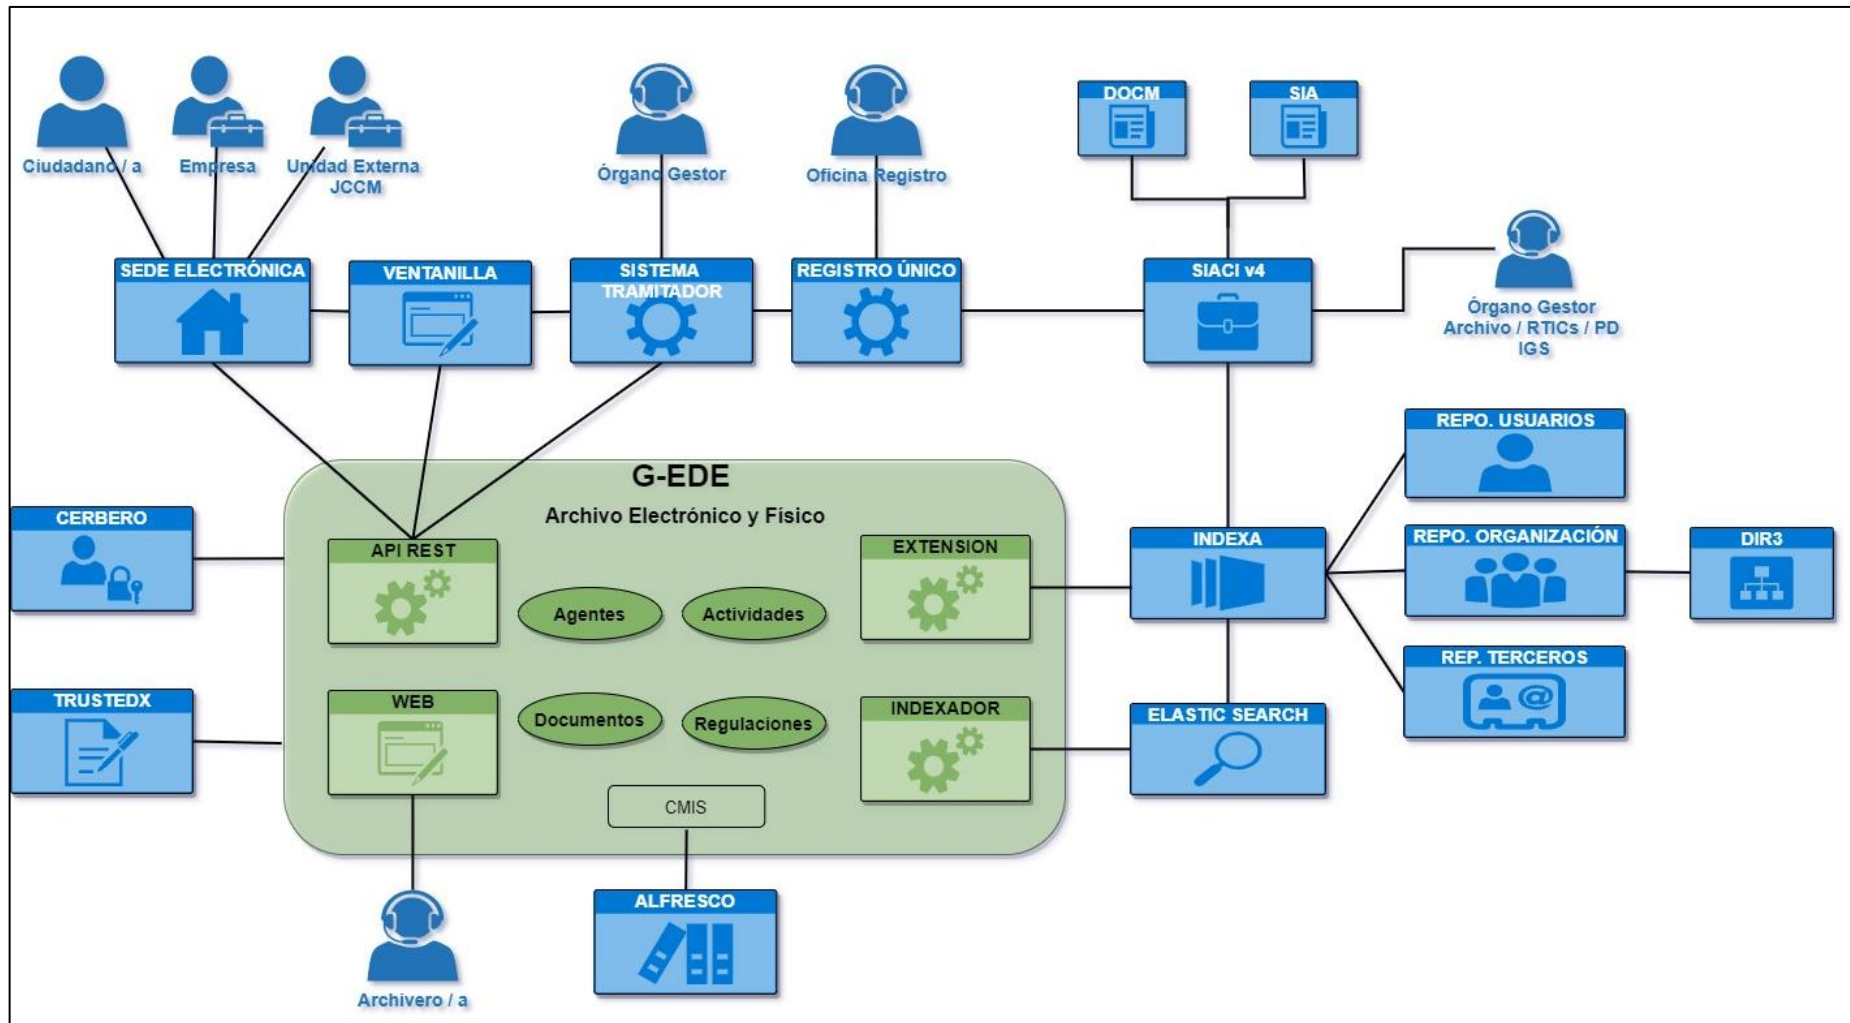 Ciudadano / a
Empresa
Unidad Externa
JCCM
Órgano Gestor
Oficina Registro
DOCM
SIA
SEDE ELECTRÓNICA
VENTANILLA
SISTEMA
TRAMITADOR
REGISTRO ÚNICO
SIACI v4
Órgano Gestor
Archivo / RTICs / PD
IGS
G-EDE
Archivo Electrónico y Físico
CERBERO
API REST
EXTENSION
Agentes
Actividades
INDEXA
REPO. USUARIOS
REPO. ORGANIZACIÓN
DIR3
REP. TERCEROS
TRUSTEDX
WEB
Documentos
Regulaciones
INDEXADOR
ELASTIC SEARCH
CMIS
ALFRESCO
Archivero / a